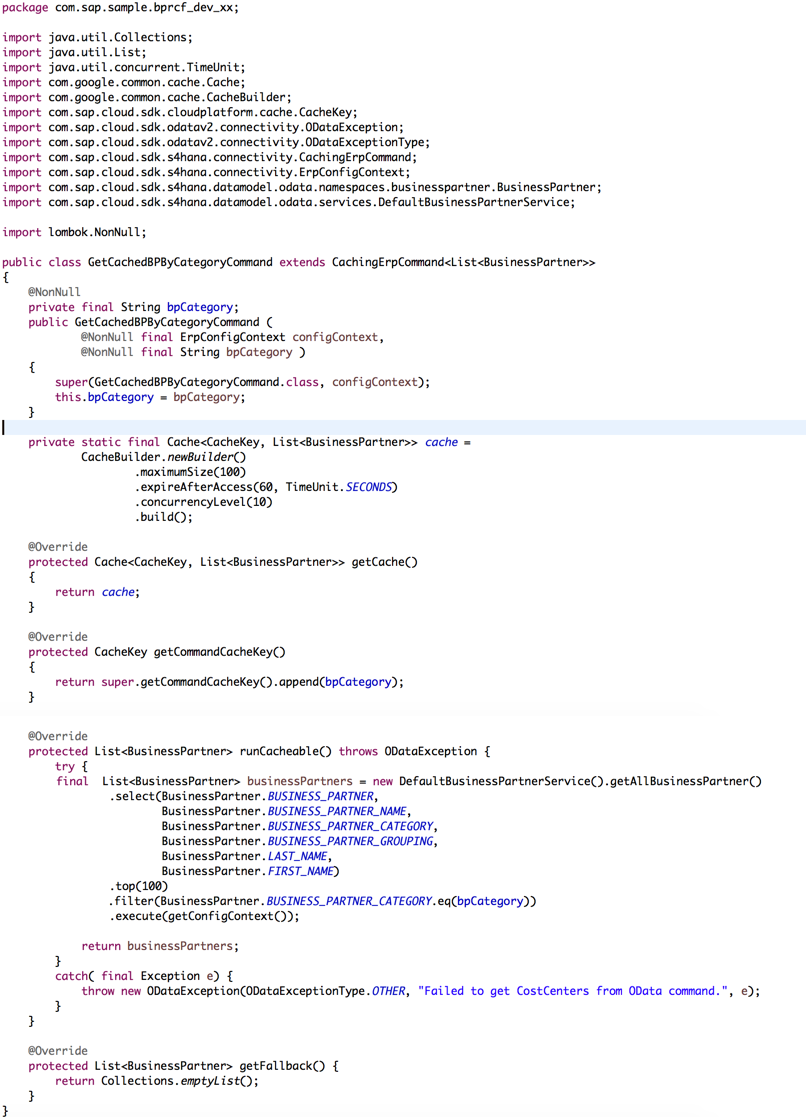 package com.sap.sample.bprcf_dev_xx;

import java.util.Collections;
import java.util.List;
import java.util.concurrent.TimeUnit;
import com.google.common.cache.Cache;
import com.google.common.cache.CacheBuilder;
import com.sap.cloud.sdk.cloudplatform.cache.CacheKey;
import com.sap.cloud.sdk.odatav2.connectivity.ODataException;
import com.sap.cloud.sdk.odatav2.connectivity.ODataExceptionType;
import com.sap.cloud.sdk.s4hana.connectivity.CachingErpCommand;
import com.sap.cloud.sdk.s4hana.connectivity.ErpConfigContext;
import com.sap.cloud.sdk.s4hana.datamodel.odata.namespaces.businesspartner.BusinessPartner;
import com.sap.cloud.sdk.s4hana.datamodel.odata.services.DefaultBusinessPartnerService;

import lombok.NonNull;

public class GetCachedBPByCategoryCommand extends CachingErpCommand<List<BusinessPartner>>
{
    @NonNull
    private final String bpCategory;
    public GetCachedBPByCategoryCommand (
            @NonNull final ErpConfigContext configContext,
            @NonNull final String bpCategory )
    {
        super(GetCachedBPByCategoryCommand.class, configContext);
        this.bpCategory = bpCategory;
    }

    private static final Cache<CacheKey, List<BusinessPartner>> cache =
            CacheBuilder.newBuilder()
                    .maximumSize(100)
                    .expireAfterAccess(60, TimeUnit.SECONDS)
                    .concurrencyLevel(10)
                    .build();

    @Override
    protected Cache<CacheKey, List<BusinessPartner>> getCache()
    {
        return cache;
    }

    @Override
    protected CacheKey getCommandCacheKey()
    {
        return super.getCommandCacheKey().append(bpCategory);
    }

    @Override
    protected List<BusinessPartner> runCacheable() throws ODataException {
        try {
        final  List<BusinessPartner> businessPartners = new DefaultBusinessPartnerService().getAllBusinessPartner()
                .select(BusinessPartner.BUSINESS_PARTNER,
                        BusinessPartner.BUSINESS_PARTNER_NAME,
                        BusinessPartner.BUSINESS_PARTNER_CATEGORY,
                        BusinessPartner.BUSINESS_PARTNER_GROUPING,
                        BusinessPartner.LAST_NAME,
                        BusinessPartner.FIRST_NAME)
                .top(100)
                .filter(BusinessPartner.BUSINESS_PARTNER_CATEGORY.eq(bpCategory))
                .execute(getConfigContext());

            return businessPartners;
        }
        catch( final Exception e) {
            throw new ODataException(ODataExceptionType.OTHER, "Failed to get CostCenters from OData command.", e);
        }
    }

    @Override
    protected List<BusinessPartner> getFallback() {
        return Collections.emptyList();
    }
}